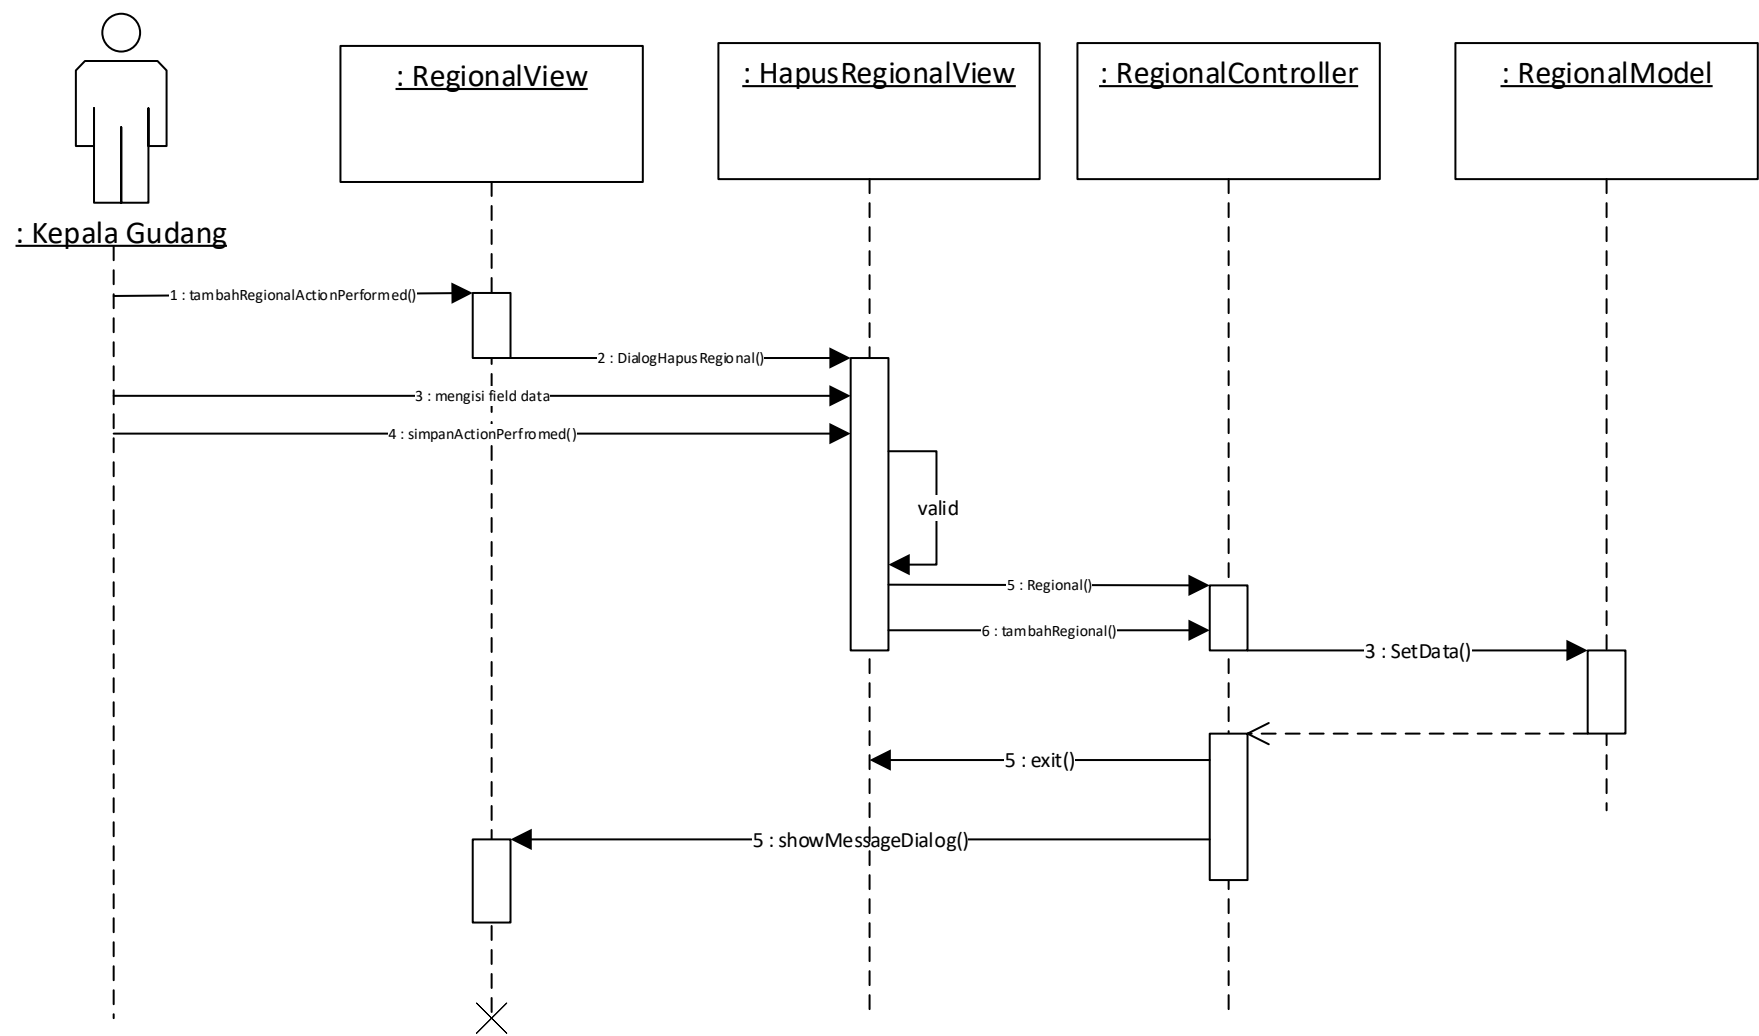 : RegionalView
: HapusRegionalView
: RegionalController
: RegionalModel
: Kepala Gudang
1 : tambahRegionalActionPerformed()
2 : DialogHapusRegional()
3 : mengisi field data
4 : simpanActionPerfromed()
valid
5 : Regional()
6 : tambahRegional()
3 : SetData()
5 : exit()
5 : showMessageDialog()